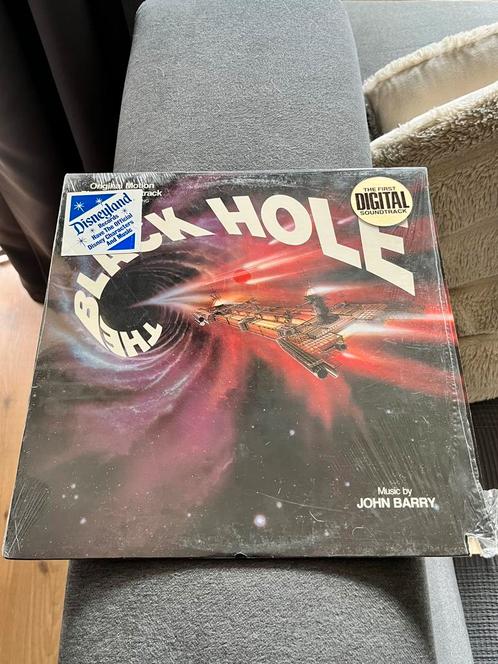 Original Motion
track
Disneyland
Records
Have The Official
Disney Characters
And Music
THE FIRST
DIGITAL
SOUNDTRACK
THE BLACK HOLE
Music by
JOHN BARRY